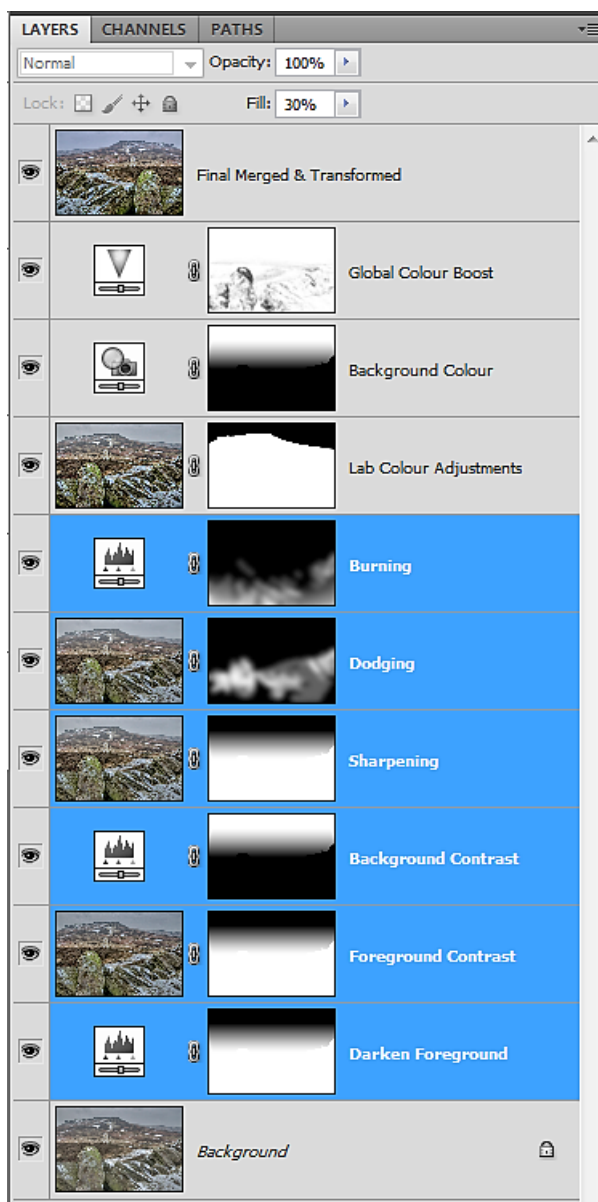 LAYERS CHANNELS PATHS
Normal Opacity: 100%
Lock: Fill: 30%
Final Merged & Transformed
Global Colour Boost
Background Colour
Lab Colour Adjustments
Burning
Dodging
Sharpening
Background Contrast
Foreground Contrast
Darken Foreground
Background